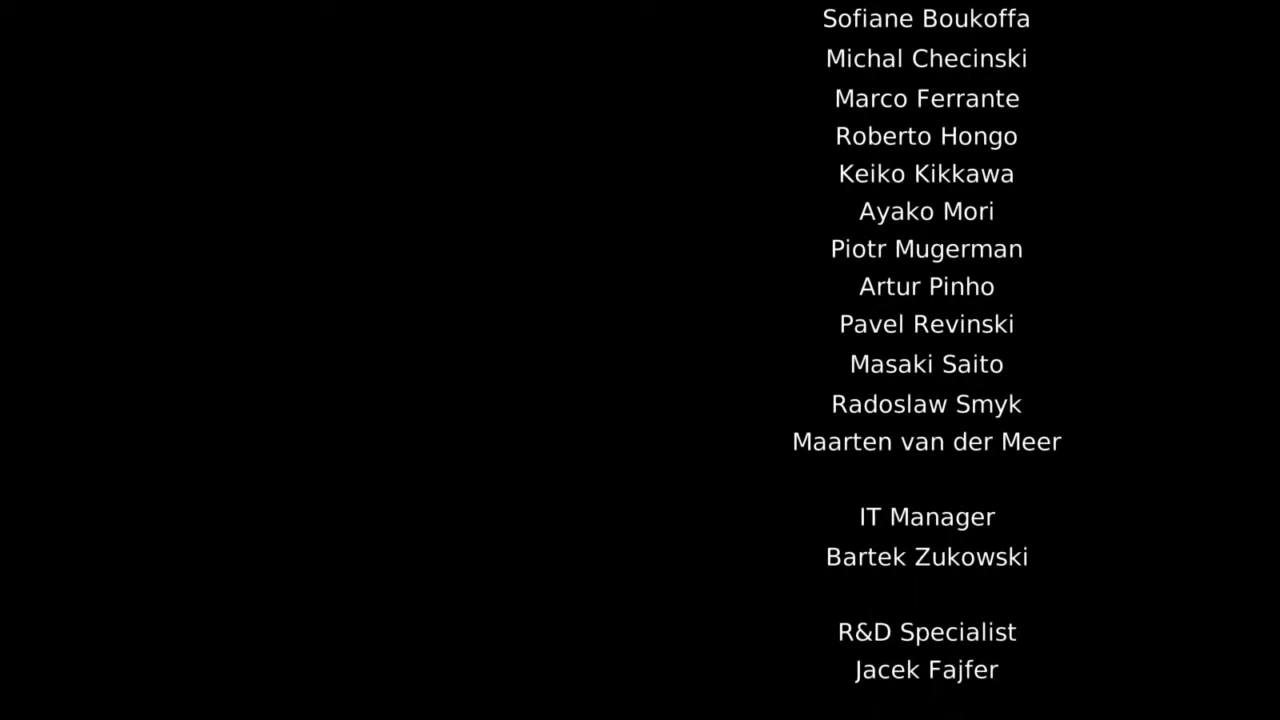 Sofiane Boukoffa
Michal Checinski
Marco Ferrante
Roberto Hongo
Keiko Kikkawa
Ayako Mori
Piotr Mugerman
Artur Pinho
Pavel Revinski
Masaki Saito
Radoslaw Smyk
Maarten van der Meer
IT Manager
Bartek Zukowski
R&D Specialist
Jacek Fajfer